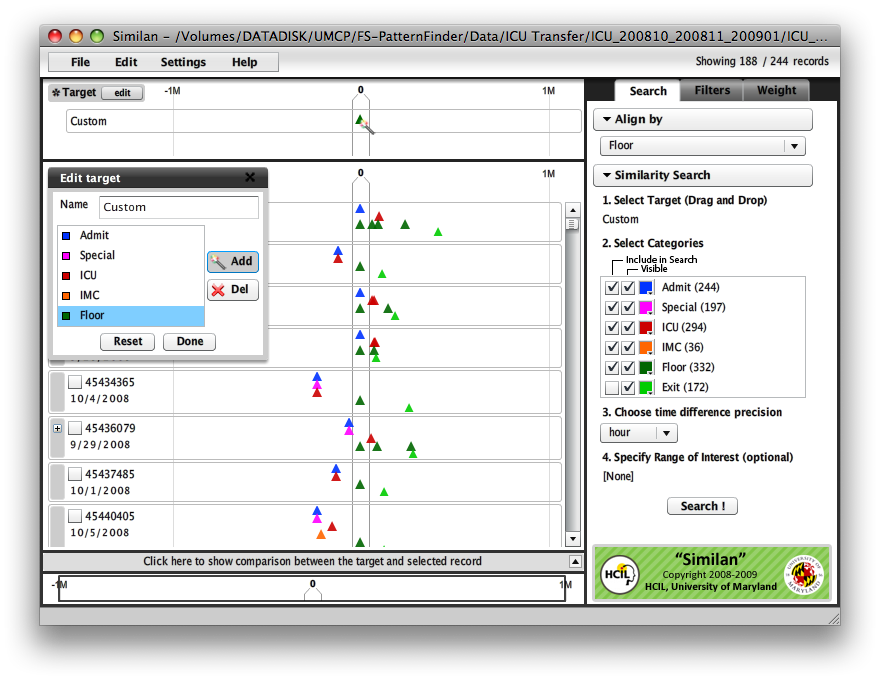 Similan - /Volumes/DATADISK/UMCP/FS-PatternFinder/Data/ICU Transfer/ICU_200810_200811_200901/ICU_...
File Edit Settings Help
Showing 188 / 244 records
* Target edit -1M 0 1M
Custom
0 1M
Edit target
Name Custom
Admit
Special
ICU
IMC
Floor
Add
Del
Reset Done
45434365
10/4/2008
45436079
9/29/2008
45437485
10/1/2008
45440405
10/5/2008
Click here to show comparison between the target and selected record
-1M 0 1M
Search Filters Weight
Align by
Floor
Similarity Search
1. Select Target (Drag and Drop)
Custom
2. Select Categories
Include in Search
Visible
Admit (244)
Special (197)
ICU (294)
IMC (36)
Floor (332)
Exit (172)
3. Choose time difference precision
hour
4. Specify Range of Interest (optional)
[None]
Search !
HCIL
“Similan”
Copyright 2008-2009
HCIL, University of Maryland
UNIVERSITY OF
MARYLAND